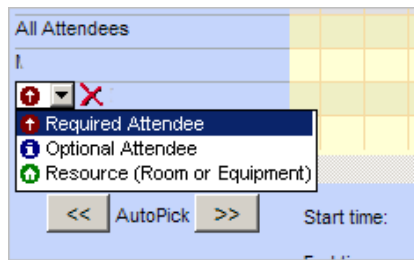 All Attendees
Required Attendee
Optional Attendee
Resource (Room or Equipment)
<< AutoPick >> Start time: